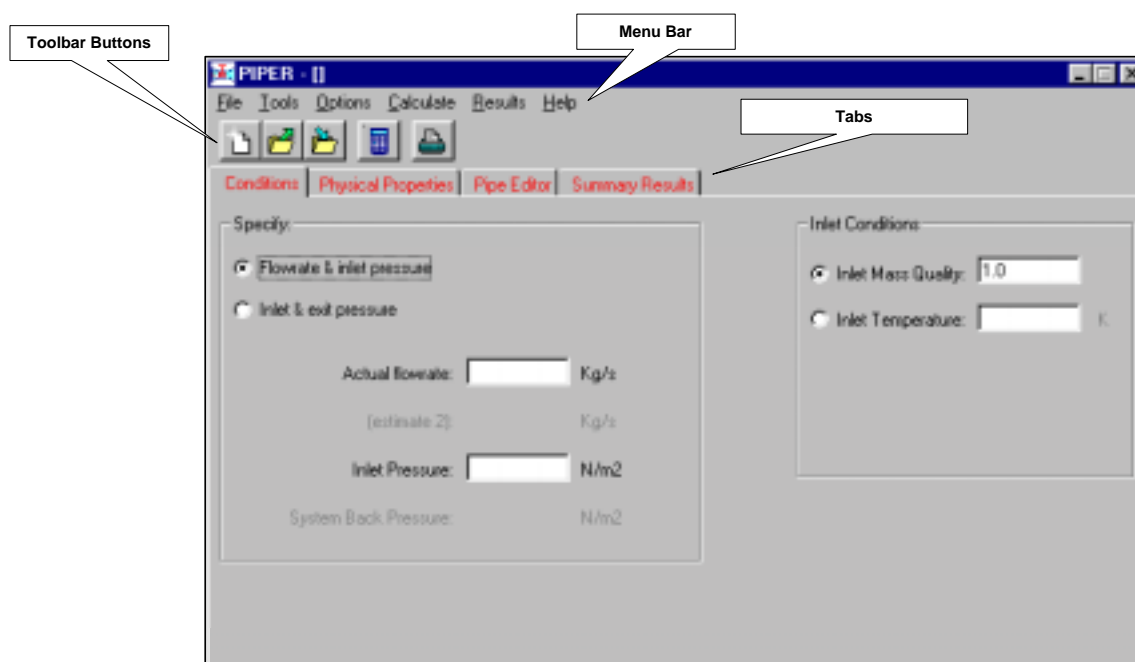 Toolbar Buttons
Menu Bar
PIPER - []
File Tools Options Calculate Results Help
Tabs
Conditions Physical Properties Pipe Editor Summary Results
Specify:
Flowrate & inlet pressure
Inlet & exit pressure
Actual flowrate: Kg/s
(estimate 2): Kg/s
Inlet Pressure: N/m2
System Back Pressure: N/m2
Inlet Conditions
Inlet Mass Quality: 1.0
Inlet Temperature: K